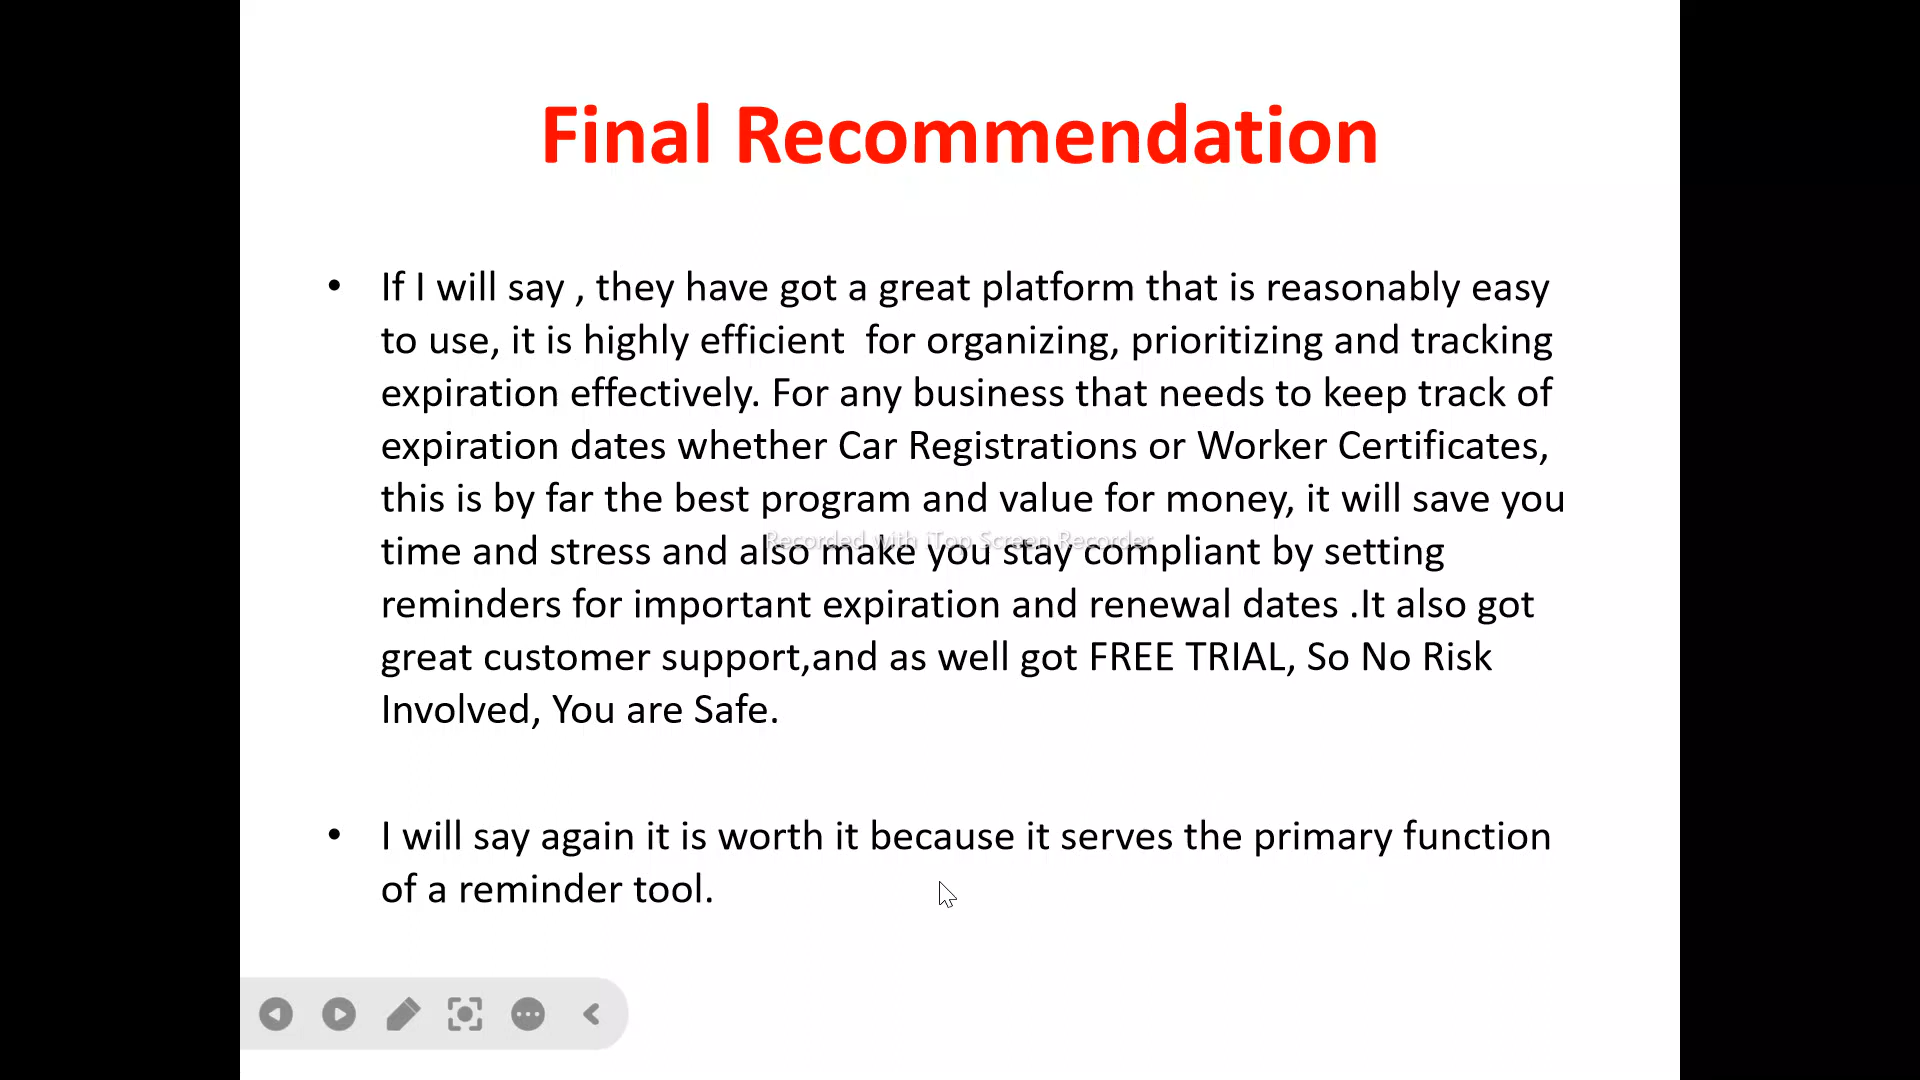 Final Recommendation
• If I will say , they have got a great platform that is reasonably easy
to use, it is highly efficient  for organizing, prioritizing and tracking
expiration effectively. For any business that needs to keep track of
expiration dates whether Car Registrations or Worker Certificates,
this is by far the best program and value for money, it will save you
Recorded with iTop Screen Recorder
time and stress and also make you stay compliant by setting
reminders for important expiration and renewal dates .It also got
great customer support,and as well got FREE TRIAL, So No Risk
Involved, You are Safe.
• I will say again it is worth it because it serves the primary function
of a reminder tool.